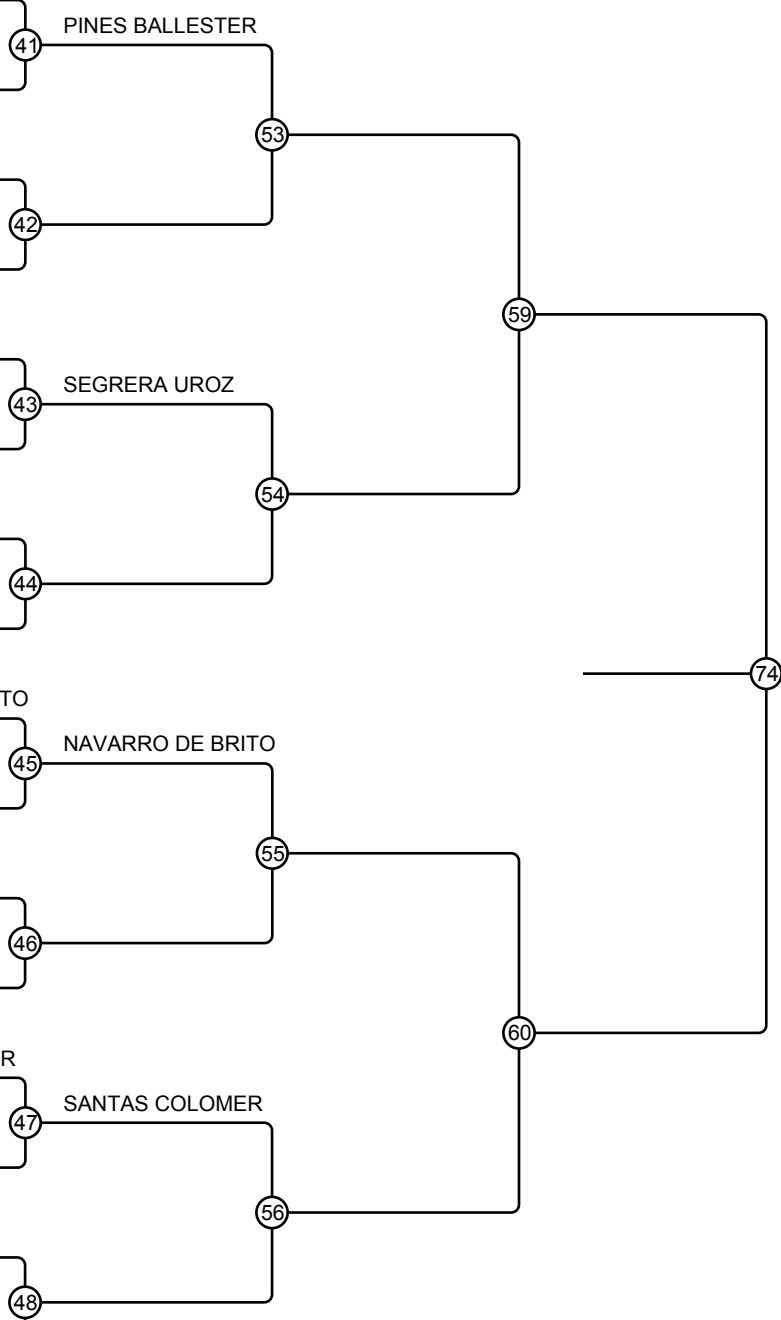 PINES BALLESTER
41
53
42
59
SEGRERA UROZ
43
54
44
74
TO
NAVARRO DE BRITO
45
55
46
60
R
SANTAS COLOMER
47
56
48